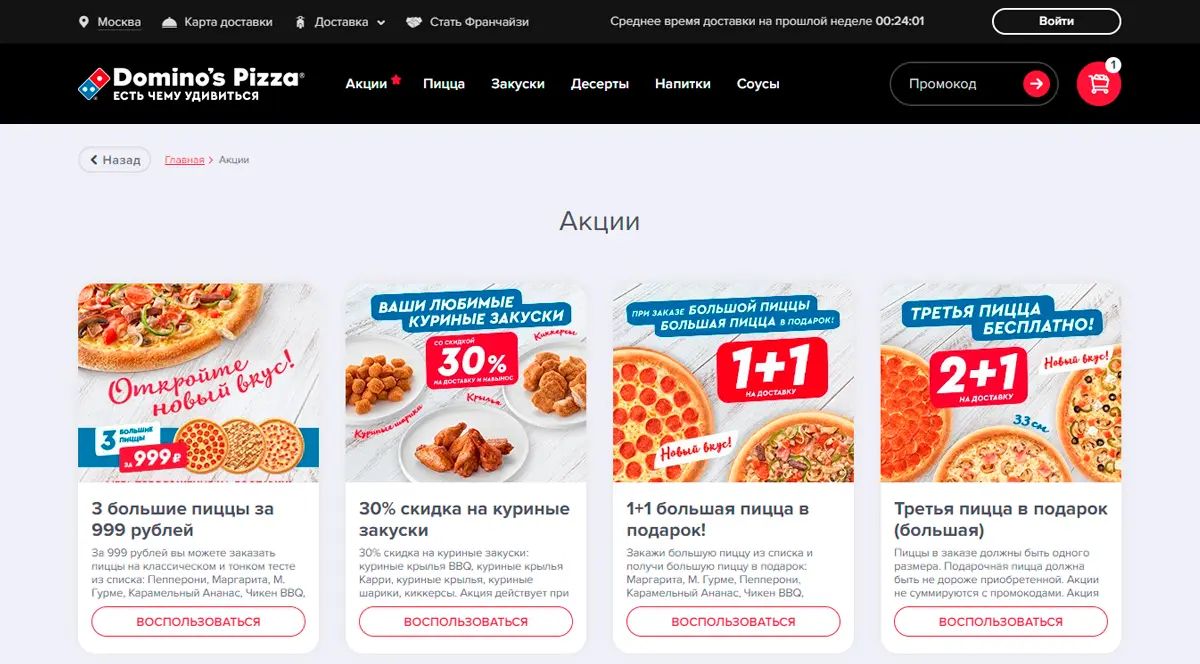 Москва
Карта доставки
Доставка
Стать Франчайзи
Среднее время доставки на прошлой неделе 00:24:01
Войти
Domino's Pizza®
ЕСТЬ ЧЕМУ УДИВИТЬСЯ
Акции
Пицца
Закуски
Десерты
Напитки
Соусы
Промокод
1
Назад
Главная > Акции
Акции
Откройте
новый вкус!
3 БОЛЬШИЕ
ПИЦЦЫ
ЗА 999₽
3 большие пиццы за
999 рублей
За 999 рублей вы можете заказать
пиццы на классическом и тонком тесте
из списка: Пепперони, Маргарита, М.
Гурме, Карамельный Ананас, Чикен BBQ,
ВОСПОЛЬЗОВАТЬСЯ
ВАШИ ЛЮБИМЫЕ
КУРИНЫЕ ЗАКУСКИ
СО СКИДКОЙ
30%
НА ДОСТАВКУ И НАВЫНОС
Киккерсы
Крылья
Куриные шарики
30% скидка на куриные
закуски
30% скидка на куриные закуски:
куриные крылья BBQ, куриные крылья
Карри, куриные крылья, куриные
шарики, киккерсы. Акция действует при
ВОСПОЛЬЗОВАТЬСЯ
ПРИ ЗАКАЗЕ БОЛЬШОЙ ПИЦЦЫ
БОЛЬШАЯ ПИЦЦА В ПОДАРОК!
1+1
НА ДОСТАВКУ
Новый вкус!
1+1 большая пицца в
подарок!
Закажи большую пиццу из списка и
получи большую пиццу в подарок:
Маргарита, М. Гурме, Пепперони,
Карамельный Ананас, Чикен BBQ,
ВОСПОЛЬЗОВАТЬСЯ
ТРЕТЬЯ ПИЦЦА
БЕСПЛАТНО!
2+1
НА ДОСТАВКУ
Новый вкус!
33 см
Третья пицца в подарок
(большая)
Пиццы в заказе должны быть одного
размера. Подарочная пицца должна
быть не дороже приобретенной. Акции
не суммируются с промокодами. Акция
ВОСПОЛЬЗОВАТЬСЯ